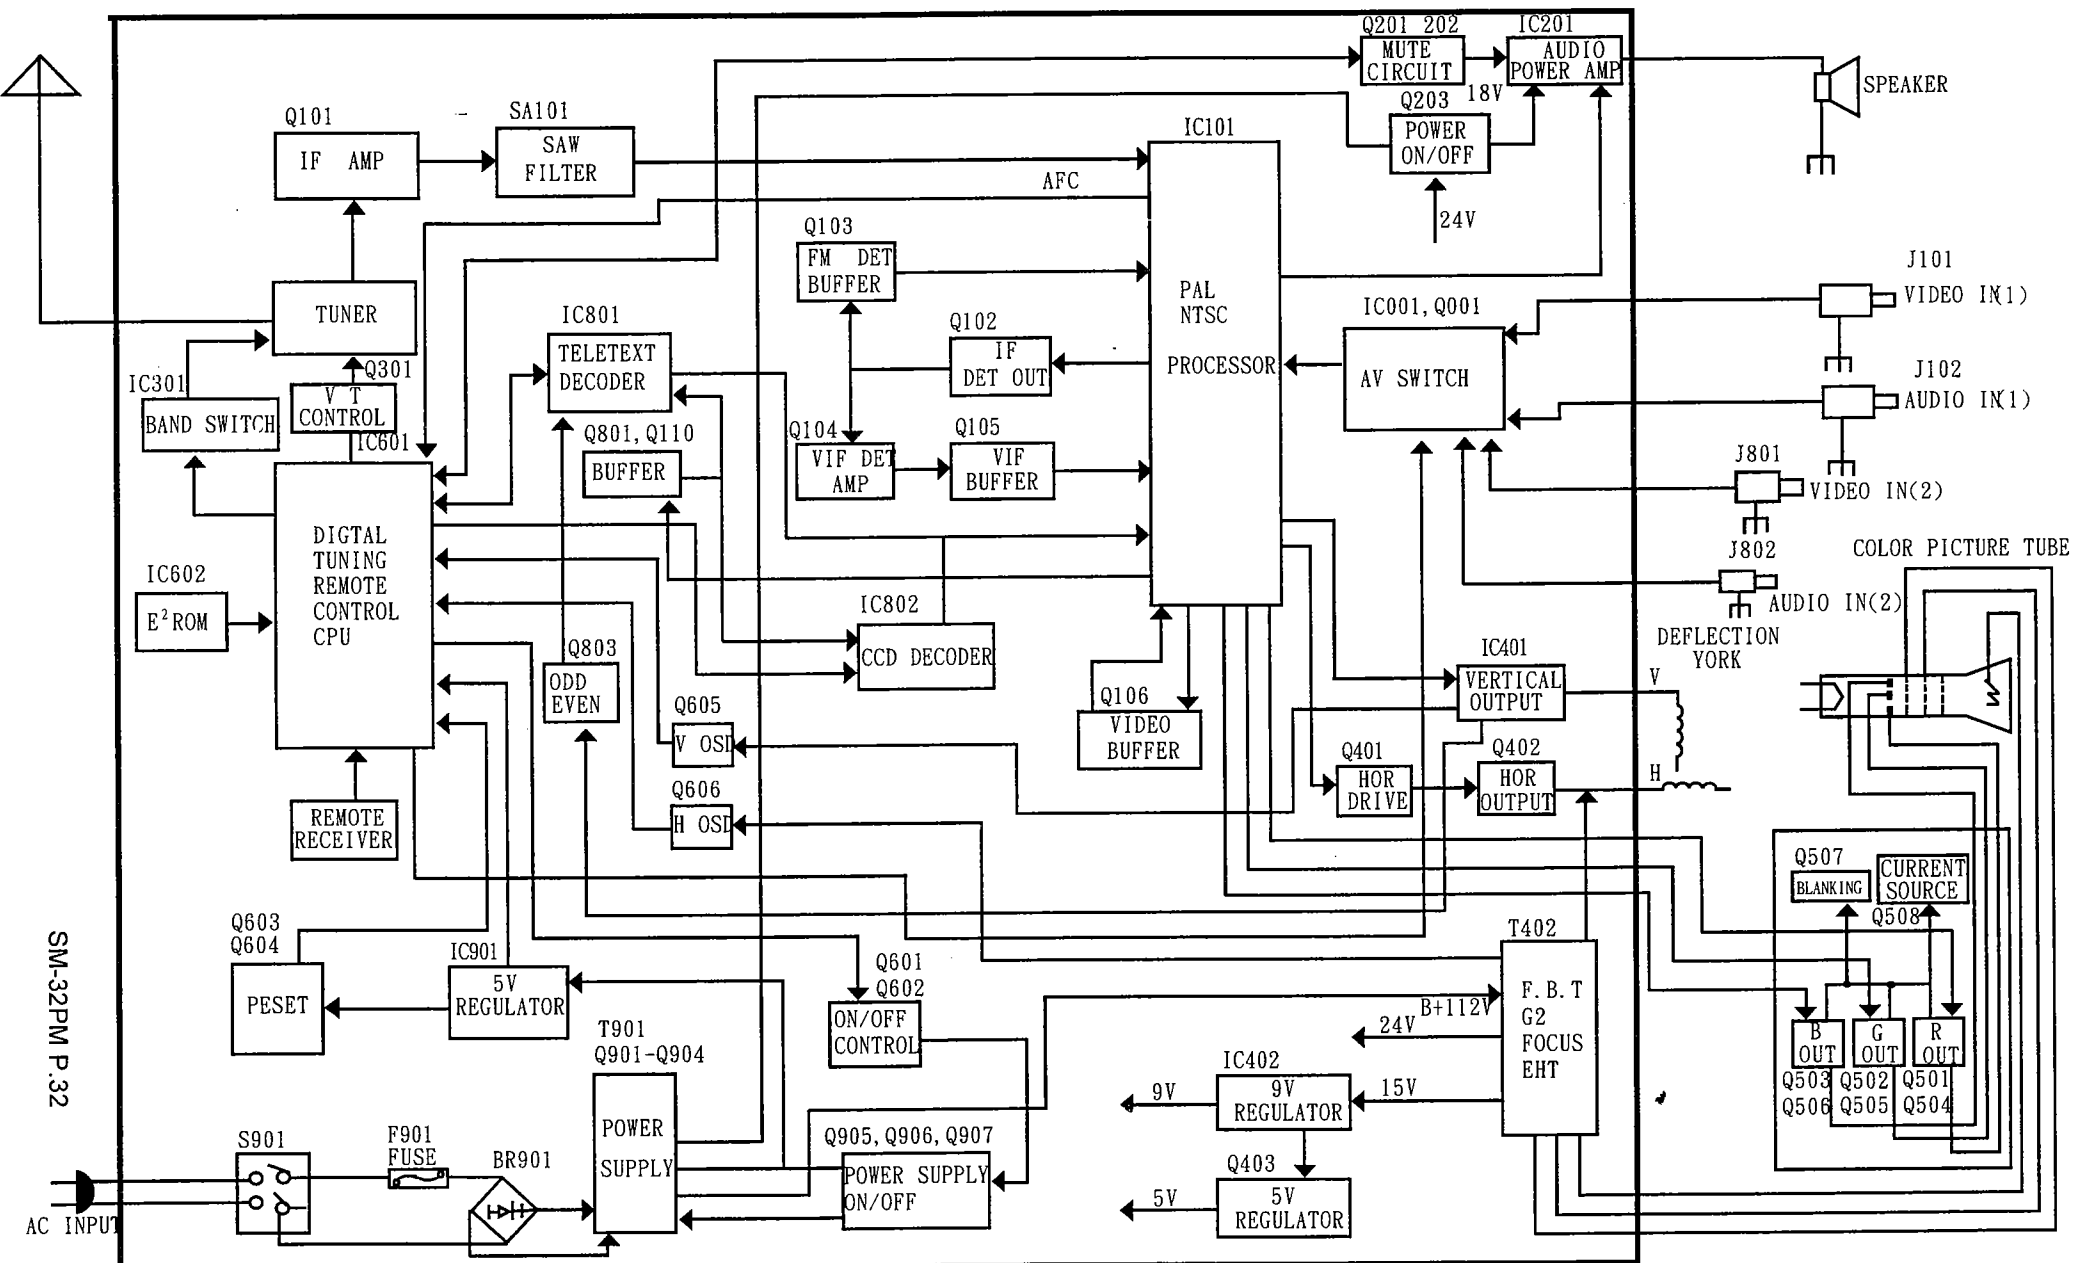 Q201 202
IC201
MUTE
CIRCUIT
AUDIO
POWER AMP
SPEAKER
18V
Q203
POWER
ON/OFF
24V
Q101
IF AMP
SA101
SAW
FILTER
IC101
AFC
PAL
NTSC
PROCESSOR
Q103
FM DET
BUFFER
Q102
IF
DET OUT
Q104
VIF DET
AMP
Q105
VIF
BUFFER
TUNER
IC301
BAND SWITCH
Q301
V T
CONTROL
IC601
DIGTAL
TUNING
REMOTE
CONTROL
CPU
IC602
E²ROM
REMOTE
RECEIVER
IC801
TELETEXT
DECODER
Q801, Q110
BUFFER
IC802
CCD DECODER
Q803
ODD
EVEN
Q605
V OSD
Q606
H OSD
Q106
VIDEO
BUFFER
IC001, Q001
AV SWITCH
J101
VIDEO IN(1)
J102
AUDIO IN(1)
J801
VIDEO IN(2)
J802
AUDIO IN(2)
COLOR PICTURE TUBE
DEFLECTION
YORK
V
H
IC401
VERTICAL
OUTPUT
Q401
HOR
DRIVE
Q402
HOR
OUTPUT
Q507
BLANKING
CURRENT
SOURCE
Q508
B
OUT
G
OUT
R
OUT
Q503
Q506
Q502
Q505
Q501
Q504
T402
F.B.T
G2
FOCUS
EHT
B+112V
24V
15V
IC402
9V
REGULATOR
9V
Q403
5V
REGULATOR
5V
Q603
Q604
PESET
IC901
5V
REGULATOR
Q601
Q602
ON/OFF
CONTROL
T901
Q901-Q904
POWER
SUPPLY
Q905, Q906, Q907
POWER SUPPLY
ON/OFF
S901
F901
FUSE
BR901
AC INPUT
SM-32PM P.32